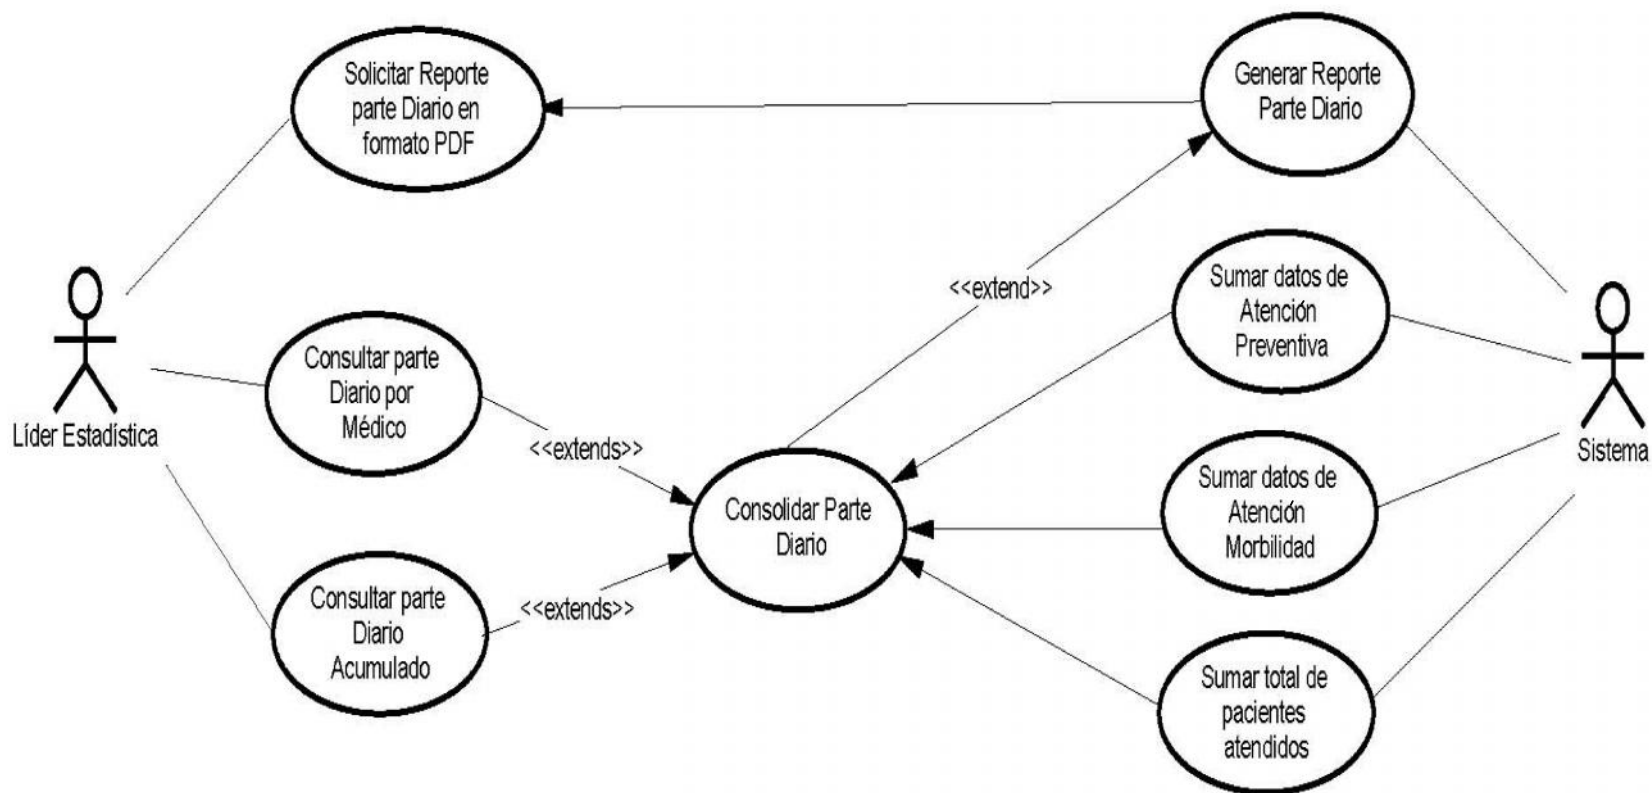 Solicitar Reporte
parte Diario en
formato PDF
Generar Reporte
Parte Diario
<<extend>>
Sumar datos de
Atención
Preventiva
Consultar parte
Diario por
Médico
Líder Estadística
<<extends>>
Sistema
Consolidar Parte
Diario
Sumar datos de
Atención
Morbilidad
Consultar parte
Diario
Acumulado
<<extends>>
Sumar total de
pacientes
atendidos